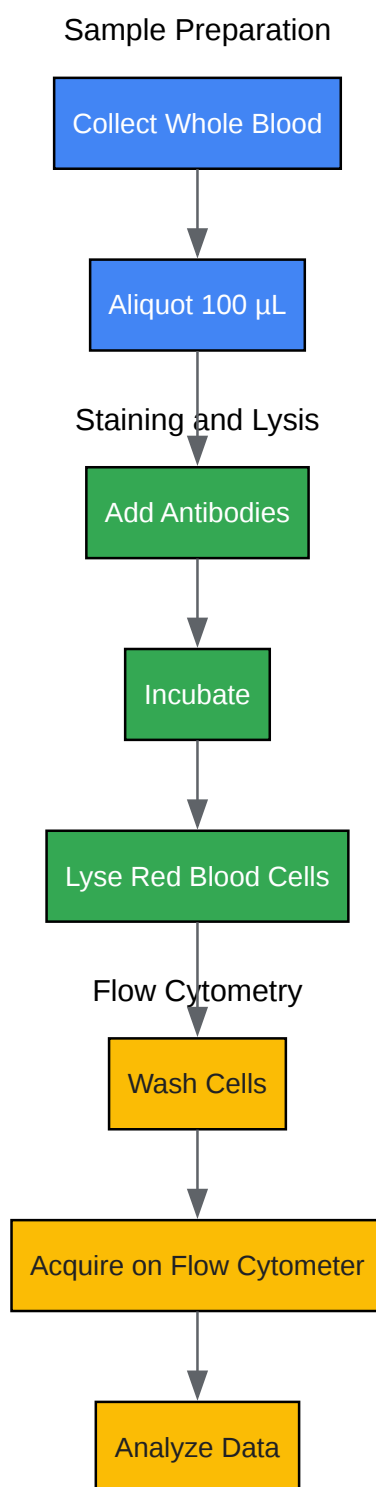 Sample Preparation
Collect Whole Blood
Aliquot 100 µL
Staining and Lysis
Add Antibodies
Incubate
Lyse Red Blood Cells
Flow Cytometry
Wash Cells
Acquire on Flow Cytometer
Analyze Data